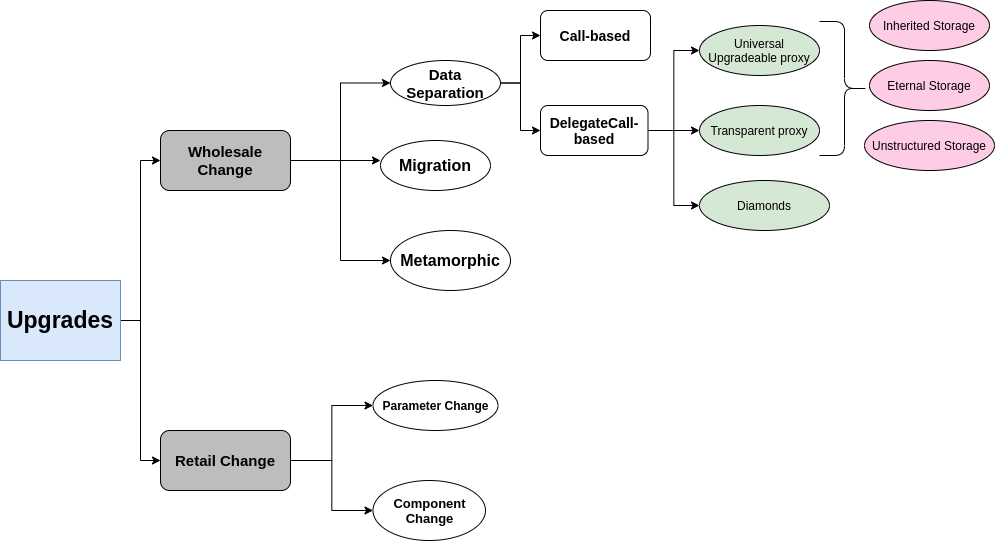 Upgrades
Wholesale
Change
Retail Change
Data
Separation
Migration
Metamorphic
Parameter Change
Component
Change
Call-based
DelegateCall-
based
Universal
Upgradeable proxy
Transparent proxy
Diamonds
Inherited Storage
Eternal Storage
Unstructured Storage